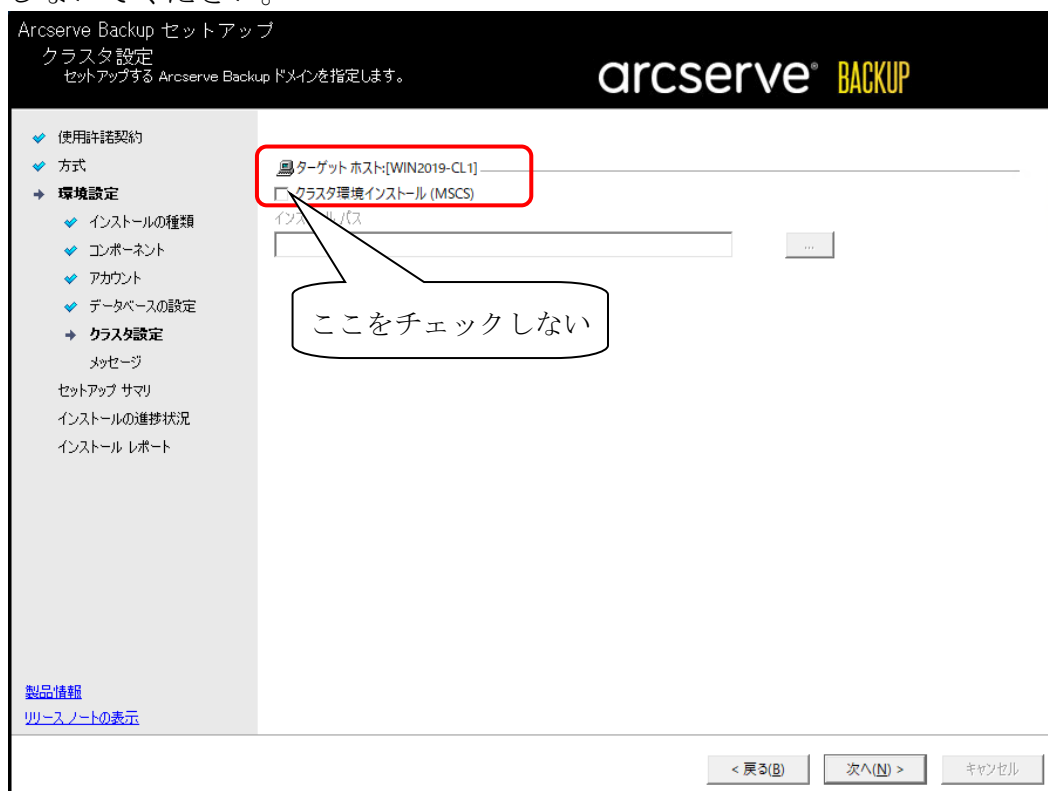 しないでください。
Arcserve Backup セットアップ
クラスタ設定
セットアップする Arcserve Backup ドメインを指定します。
arcserve® BACKUP
使用許諾契約
方式
環境設定
インストールの種類
コンポーネント
アカウント
データベースの設定
クラスタ設定
メッセージ
セットアップ サマリ
インストールの進捗状況
インストール レポート
製品情報
リリース ノートの表示
ターゲット ホスト:[WIN2019-CL1]
クラスタ環境インストール (MSCS)
インストール パス
...
ここをチェックしない
< 戻る(B)
次へ(N) >
キャンセル